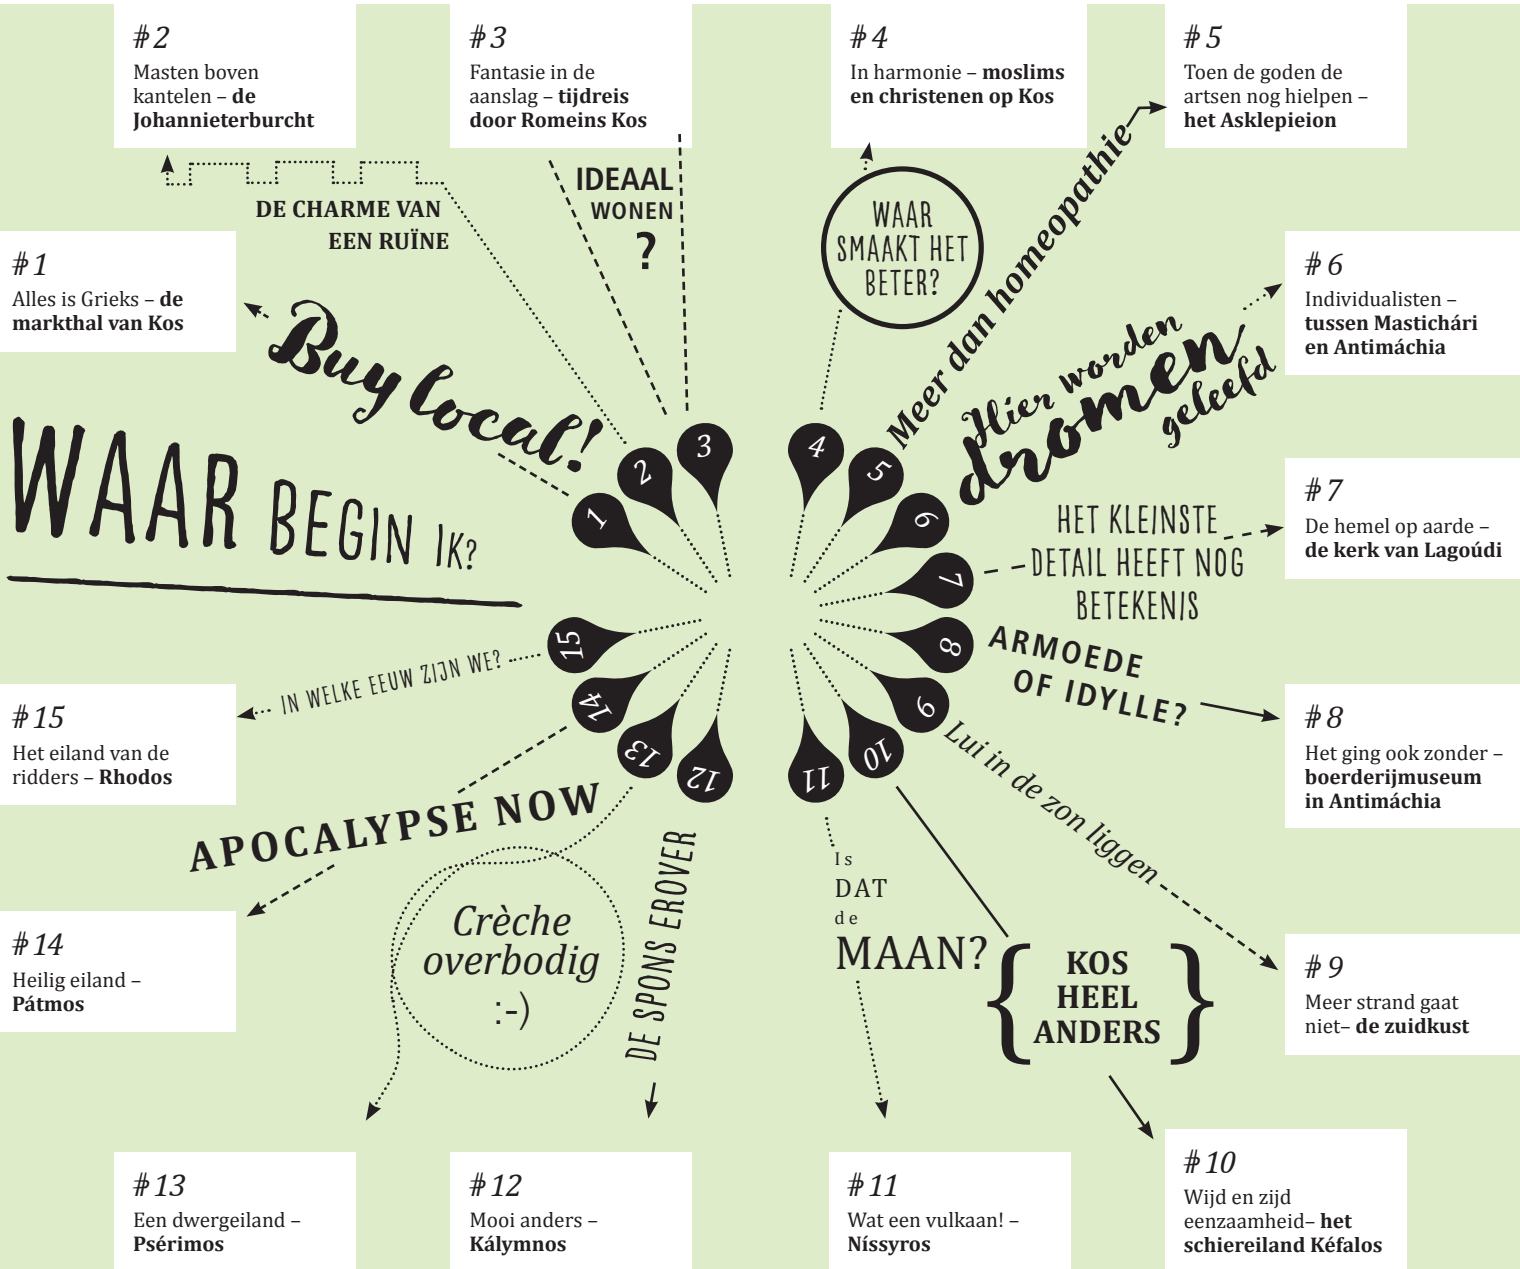 #2
Masten boven
kantelen – de
Johannieterburcht
#3
Fantasie in de
aanslag – tijdreis
door Romeins Kos
#4
In harmonie – moslims
en christenen op Kos
#5
Toen de goden de
artsen nog hielpen –
het Asklepieion
DE CHARME VAN
EEN RUÏNE
IDEAAL
WONEN
?
WAAR
SMAAKT HET
BETER?
Meer dan homeopathie
#1
Alles is Grieks – de
markthal van Kos
Buy local!
Hier worden
dromen
geleefd
#6
Individualisten –
tussen Mastichári
en Antimáchia
WAAR BEGIN IK?
1
2
3
4
5
6
7
8
9
10
11
12
13
14
15
HET KLEINSTE
DETAIL HEEFT NOG
BETEKENIS
#7
De hemel op aarde –
de kerk van Lagoúdi
ARMOEDE
OF IDYLLE?
#8
Het ging ook zonder –
boerderijmuseum
in Antimáchia
IN WELKE EEUW ZIJN WE?
#15
Het eiland van de
ridders – Rhodos
Lui in de zon liggen
#9
Meer strand gaat
niet– de zuidkust
APOCALYPSE NOW
#14
Heilig eiland –
Pátmos
Crèche
overbodig
:-)
DE SPONS EROVER
Is
DAT
de
MAAN?
{ KOS
HEEL
ANDERS }
#13
Een dwergeiland –
Psérimos
#12
Mooi anders –
Kálymnos
#11
Wat een vulkaan! –
Níssyros
#10
Wijd en zijd
eenzaamheid– het
schiereiland Kéfalos